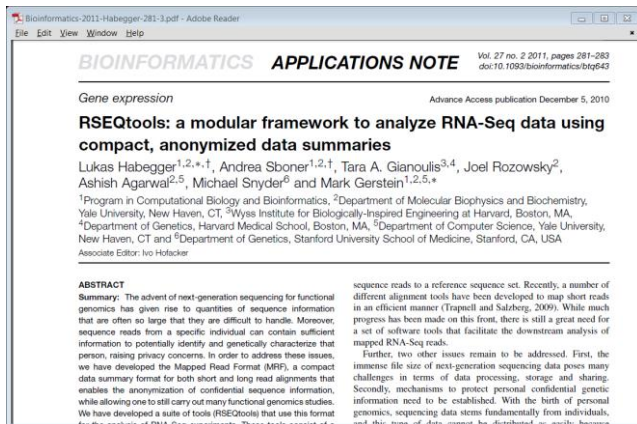 Bioinformatics-2011-Habegger-281-3.pdf - Adobe Reader
File Edit View Window Help
BIOINFORMATICS APPLICATIONS NOTE
Vol. 27 no. 2 2011, pages 281–283
doi:10.1093/bioinformatics/btq643
Gene expression
Advance Access publication December 5, 2010
RSEQtools: a modular framework to analyze RNA-Seq data using
compact, anonymized data summaries
Lukas Habegger1,2,*,†, Andrea Sboner1,2,†, Tara A. Gianoulis3,4, Joel Rozowsky2,
Ashish Agarwal2,5, Michael Snyder6 and Mark Gerstein1,2,5,*
1Program in Computational Biology and Bioinformatics, 2Department of Molecular Biophysics and Biochemistry,
Yale University, New Haven, CT, 3Wyss Institute for Biologically-Inspired Engineering at Harvard, Boston, MA,
4Department of Genetics, Harvard Medical School, Boston, MA, 5Department of Computer Science, Yale University,
New Haven, CT and 6Department of Genetics, Stanford University School of Medicine, Stanford, CA, USA
Associate Editor: Ivo Hofacker
ABSTRACT
Summary: The advent of next-generation sequencing for functional
genomics has given rise to quantities of sequence information
that are often so large that they are difficult to handle. Moreover,
sequence reads from a specific individual can contain sufficient
information to potentially identify and genetically characterize that
person, raising privacy concerns. In order to address these issues,
we have developed the Mapped Read Format (MRF), a compact
data summary format for both short and long read alignments that
enables the anonymization of confidential sequence information,
while allowing one to still carry out many functional genomics studies.
We have developed a suite of tools (RSEQtools) that use this format
for the analysis of RNA-Seq experiments. These tools consist of a
sequence reads to a reference sequence set. Recently, a number of
different alignment tools have been developed to map short reads
in an efficient manner (Trapnell and Salzberg, 2009). While much
progress has been made on this front, there is still a great need for
a set of software tools that facilitate the downstream analysis of
mapped RNA-Seq reads.
Further, two other issues remain to be addressed. First, the
immense file size of next-generation sequencing data poses many
challenges in terms of data processing, storage and sharing.
Secondly, mechanisms to protect personal confidential genetic
information need to be established. With the birth of personal
genomics, sequencing data stems fundamentally from individuals,
and this type of data cannot be distributed as easily because